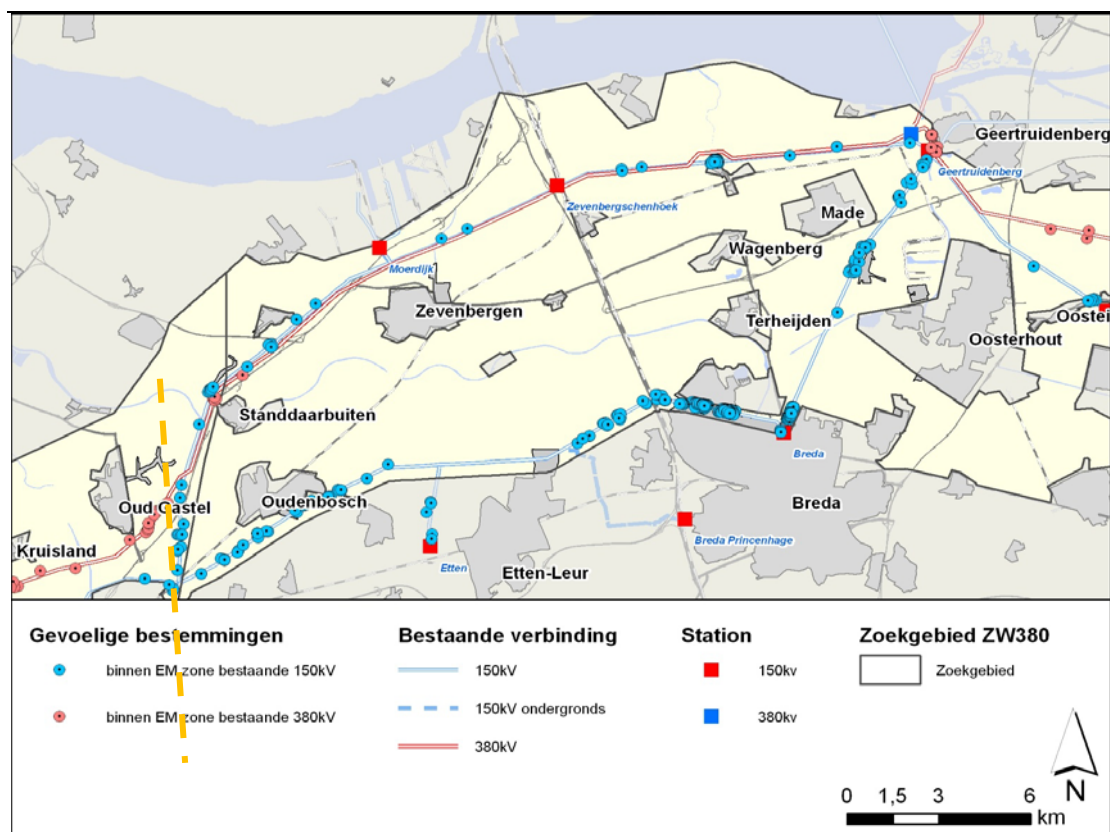 Geertruidenberg
Geertruidenberg
Zevenbergschenhoek
Made
Wagenberg
Moerdijk
Zevenbergen
Terheijden
Oostei
Oosterhout
Standdaarbuiten
Breda
Oudenbosch
Oud Gastel
Breda
Kruisland
Breda Princenhage
Etten
Etten-Leur
Gevoelige bestemmingen
binnen EM zone bestaande 150kV
binnen EM zone bestaande 380kV
Bestaande verbinding
150kV
150kV ondergronds
380kV
Station
150kv
380kv
Zoekgebied ZW380
Zoekgebied
N
0 1,5 3 6
km